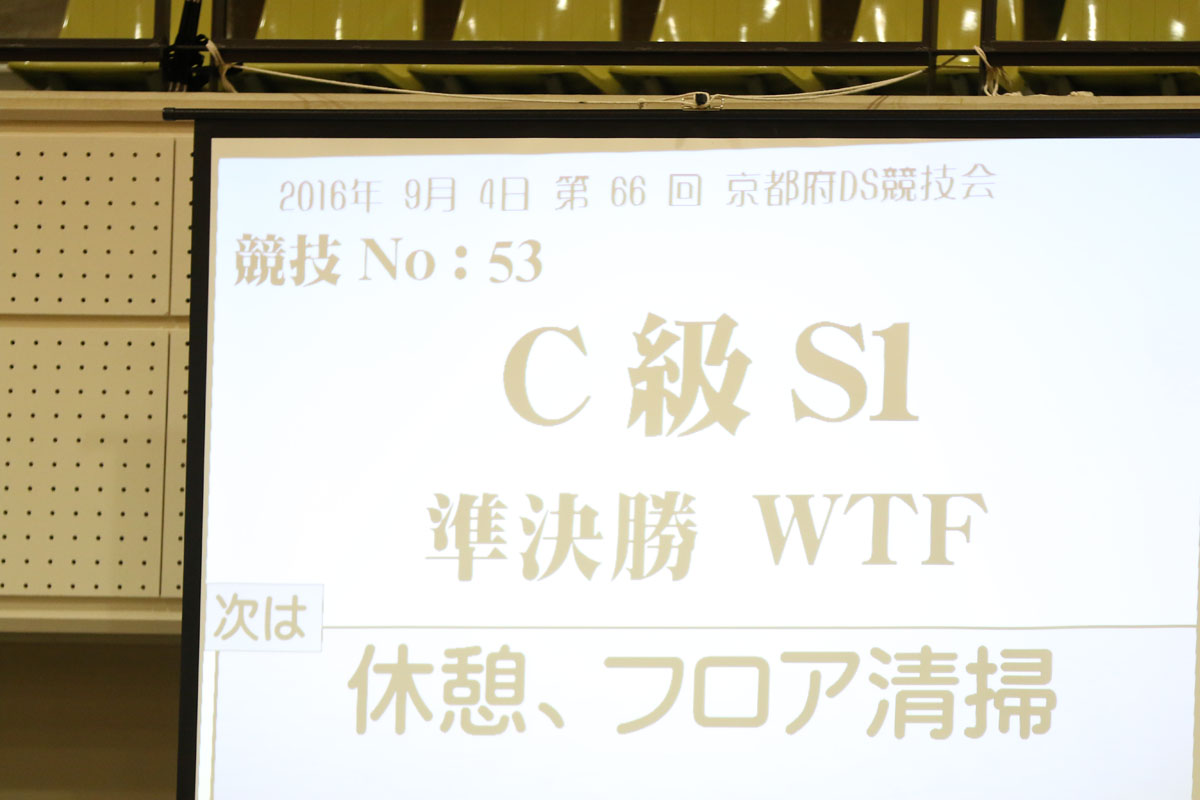 2016年 9月 4日 第 66 回 京都府DS競技会
競技 No：53
C 級 S1
準決勝 WTF
次は
休憩、フロア清掃